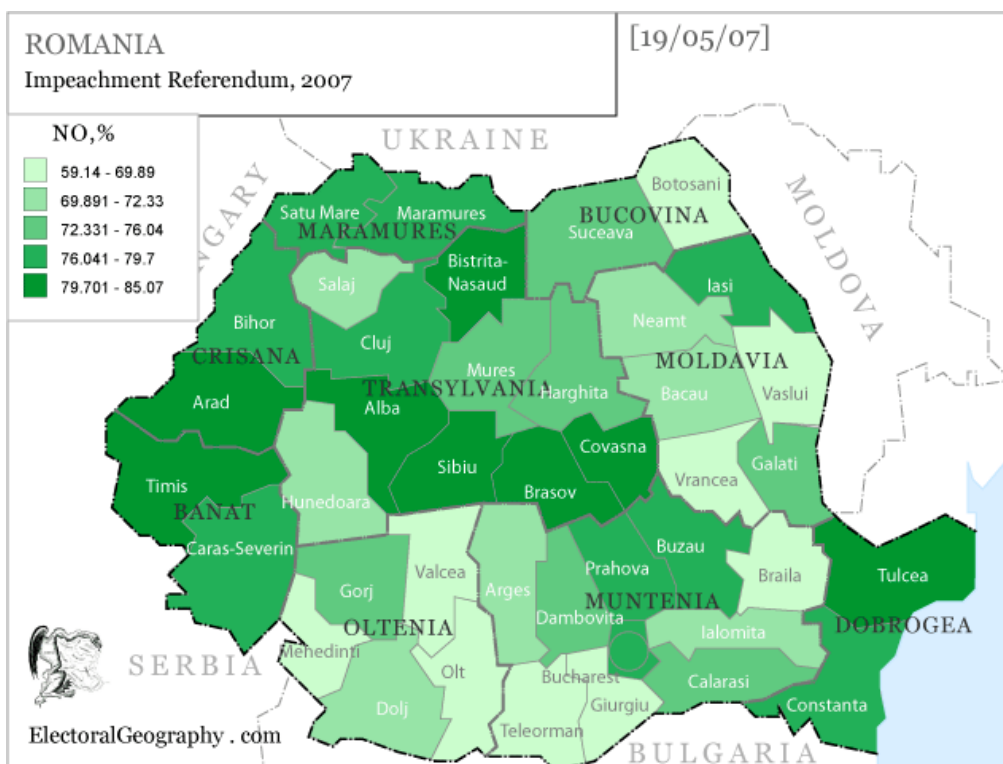 ROMANIA
Impeachment Referendum, 2007
[19/05/07]
NO,%
59.14 - 69.89
69.891 - 72.33
72.331 - 76.04
76.041 - 79.7
79.701 - 85.07
UKRAINE
NGARY
MOLDOVA
Botosani
Satu Mare
Maramures
MARAMURES
BUCOVINA
Suceava
Bistrita-
Nasaud
Salaj
Iasi
Bihor
Neamt
Cluj
CRISANA
MOLDAVIA
Mures
TRANSYLVANIA
Harghita
Bacau
Vaslui
Arad
Alba
Covasna
Sibiu
Galati
Timis
Vrancea
Brasov
Hunedoara
BANAT
Caras-Severin
Buzau
Valcea
Prahova
Braila
Tulcea
Gorj
Arges
MUNTENIA
Dambovita
OLTENIA
Ialomita
DOBROGEA
Mehedinti
SERBIA
Olt
Bucharest
Calarasi
Dolj
Giurgiu
Constanta
Teleorman
ElectoralGeography . com
BULGARIA